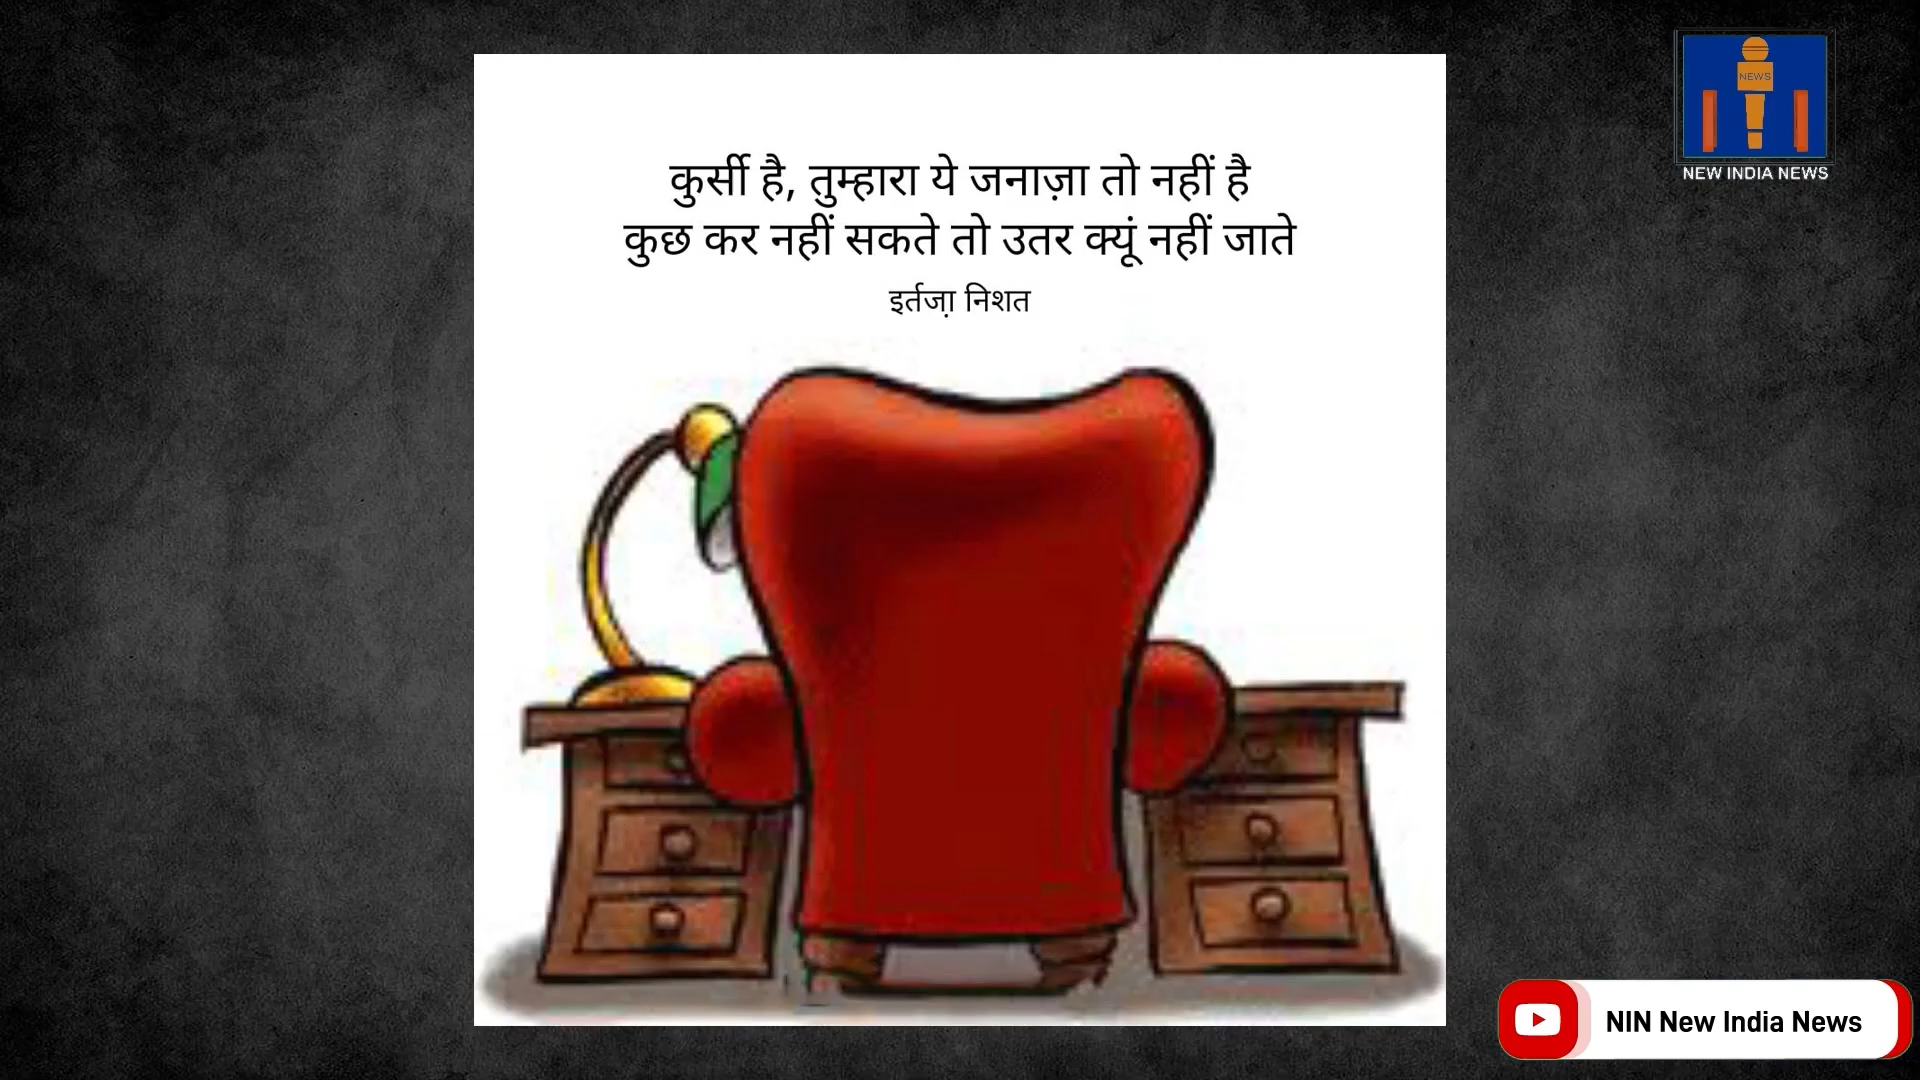 कुर्सी है, तुम्हारा ये जनाज़ा तो नहीं है
कुछ कर नहीं सकते तो उतर क्यूं नहीं जाते
इर्तज़ा निशत
NEWS
NEW INDIA NEWS
NIN New India News